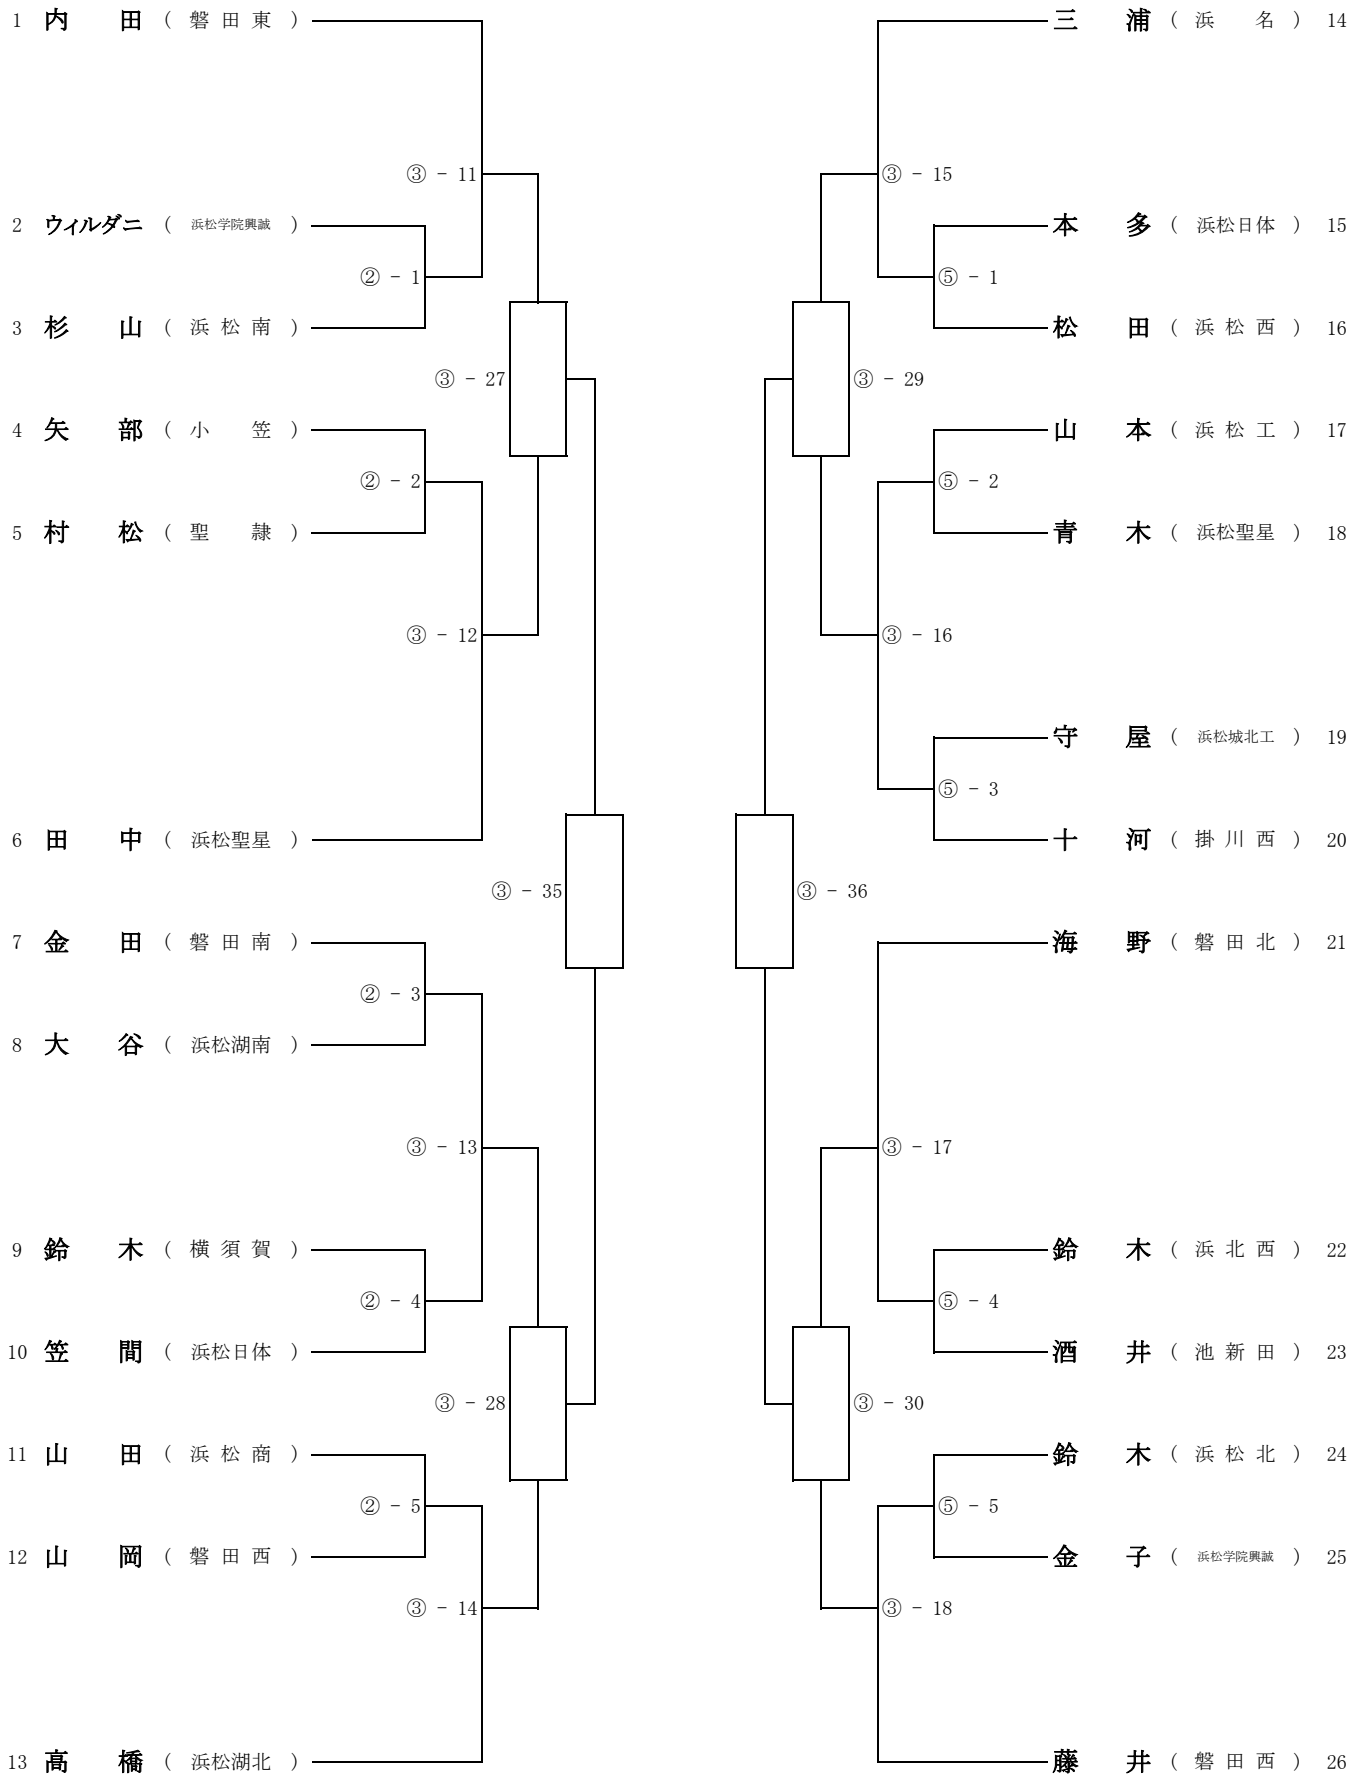 1 内 田 ( 磐 田 東 )
③ - 11
2 ウィルダニ ( 浜松学院興誠 )
② - 1
3 杉 山 ( 浜 松 南 )
③ - 27
4 矢 部 ( 小 笠 )
② - 2
5 村 松 ( 聖 隷 )
③ - 12
6 田 中 ( 浜松聖星 )
③ - 35
7 金 田 ( 磐 田 南 )
② - 3
8 大 谷 ( 浜松湖南 )
③ - 13
9 鈴 木 ( 横 須 賀 )
② - 4
10 笠 間 ( 浜松日体 )
③ - 28
11 山 田 ( 浜 松 商 )
② - 5
12 山 岡 ( 磐 田 西 )
③ - 14
13 高 橋 ( 浜松湖北 )
三 浦 ( 浜 名 ) 14
③ - 15
本 多 ( 浜松日体 ) 15
⑤ - 1
松 田 ( 浜 松 西 ) 16
③ - 29
山 本 ( 浜 松 工 ) 17
⑤ - 2
青 木 ( 浜松聖星 ) 18
③ - 16
守 屋 ( 浜松城北工 ) 19
⑤ - 3
十 河 ( 掛 川 西 ) 20
③ - 36
海 野 ( 磐 田 北 ) 21
③ - 17
鈴 木 ( 浜 北 西 ) 22
⑤ - 4
酒 井 ( 池 新 田 ) 23
③ - 30
鈴 木 ( 浜 松 北 ) 24
⑤ - 5
金 子 ( 浜松学院興誠 ) 25
③ - 18
藤 井 ( 磐 田 西 ) 26